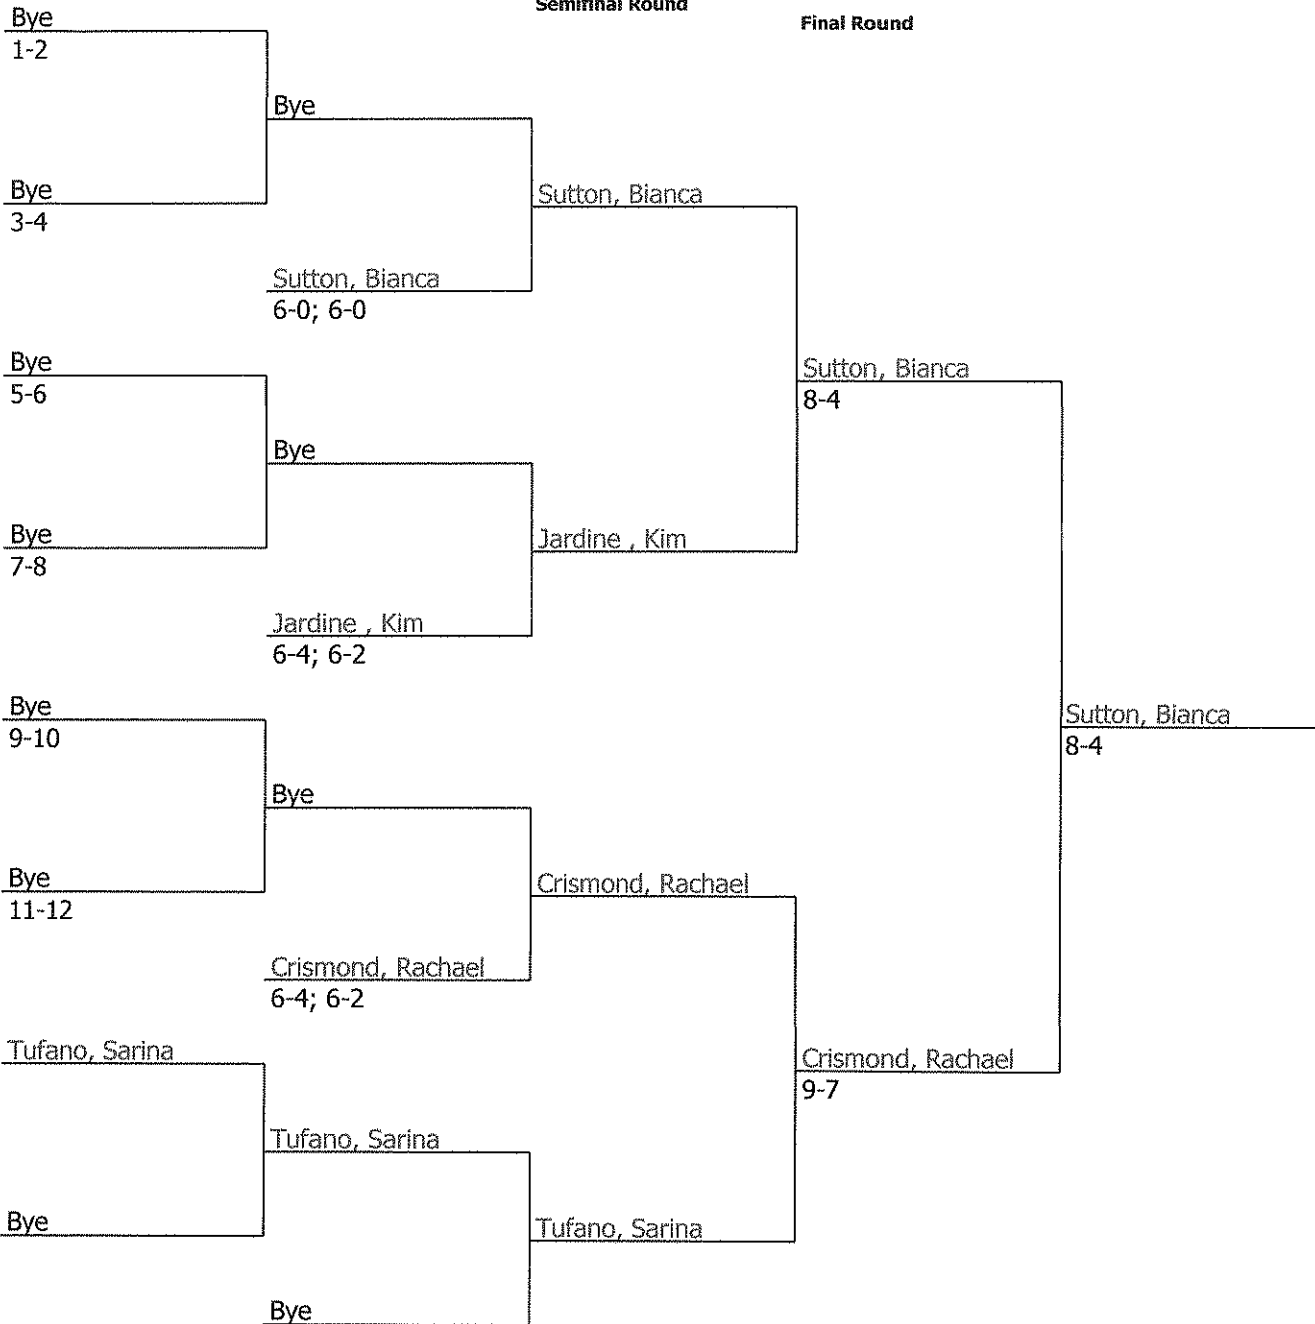 Semifinal Round
Final Round
Bye
1-2
Bye
Bye
3-4
Sutton, Bianca
Sutton, Bianca
6-0; 6-0
Bye
5-6
Sutton, Bianca
8-4
Bye
Bye
7-8
Jardine , Kim
Jardine , Kim
6-4; 6-2
Bye
9-10
Sutton, Bianca
8-4
Bye
Bye
11-12
Crismond, Rachael
Crismond, Rachael
6-4; 6-2
Tufano, Sarina
Crismond, Rachael
9-7
Tufano, Sarina
Bye
Tufano, Sarina
Bye